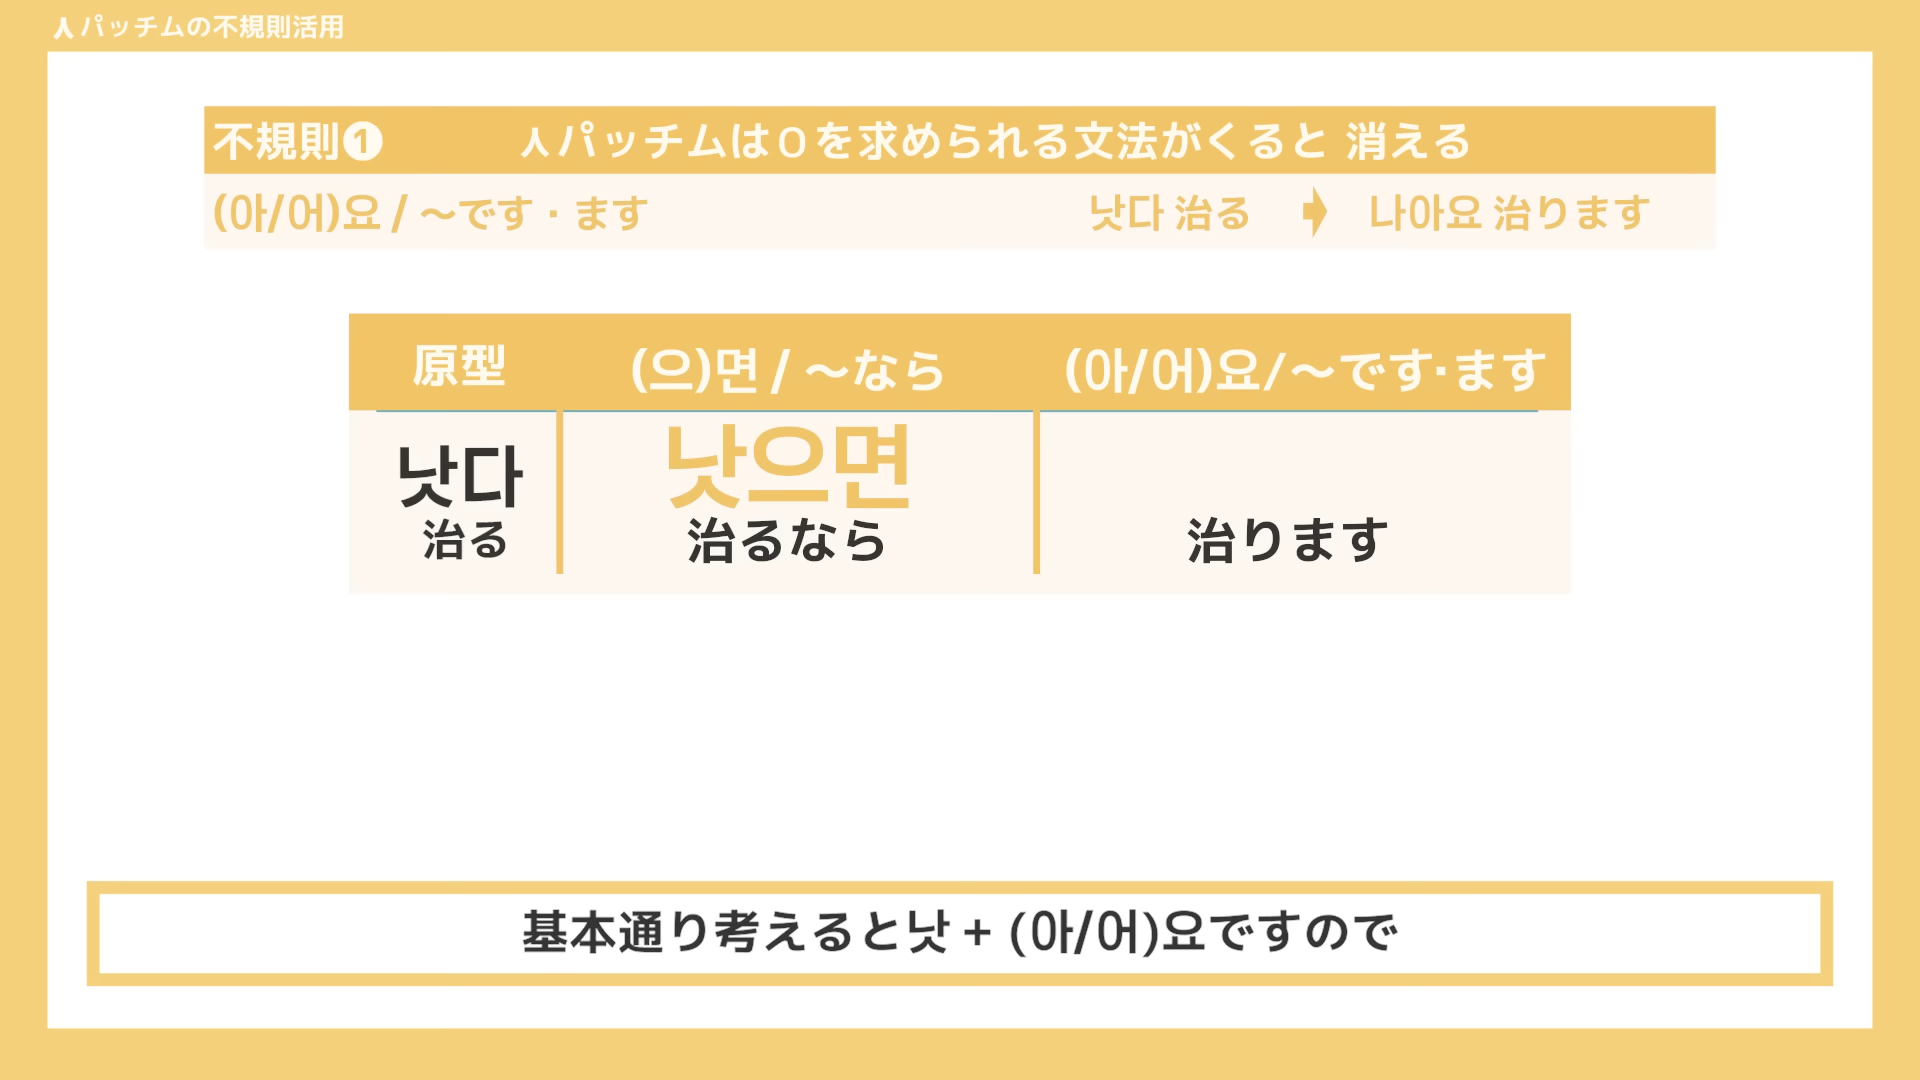 ㅅパッチムの不規則活用
不規則❶ ㅅパッチムはㅇを求められる文法がくると 消える
(아/어)요 / ～です・ます 낫다 治る ➧ 나아요 治ります
原型 (으)면 / ～なら (아/어)요/～です·ます
낫다 낫으면
治る 治るなら 治ります
基本通り考えると낫 + (아/어)요ですので